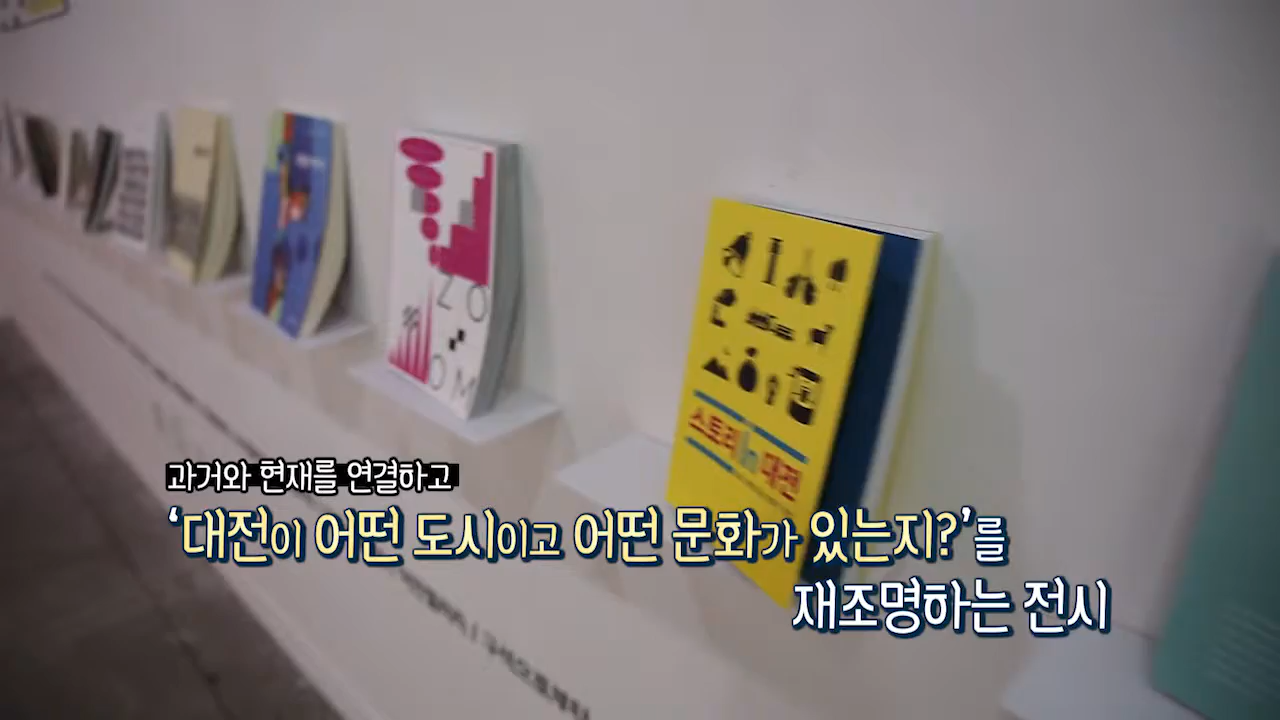 ZOOM
스토리 in 대전
과거와 현재를 연결하고
‘대전이 어떤 도시이고 어떤 문화가 있는지?’를
재조명하는 전시